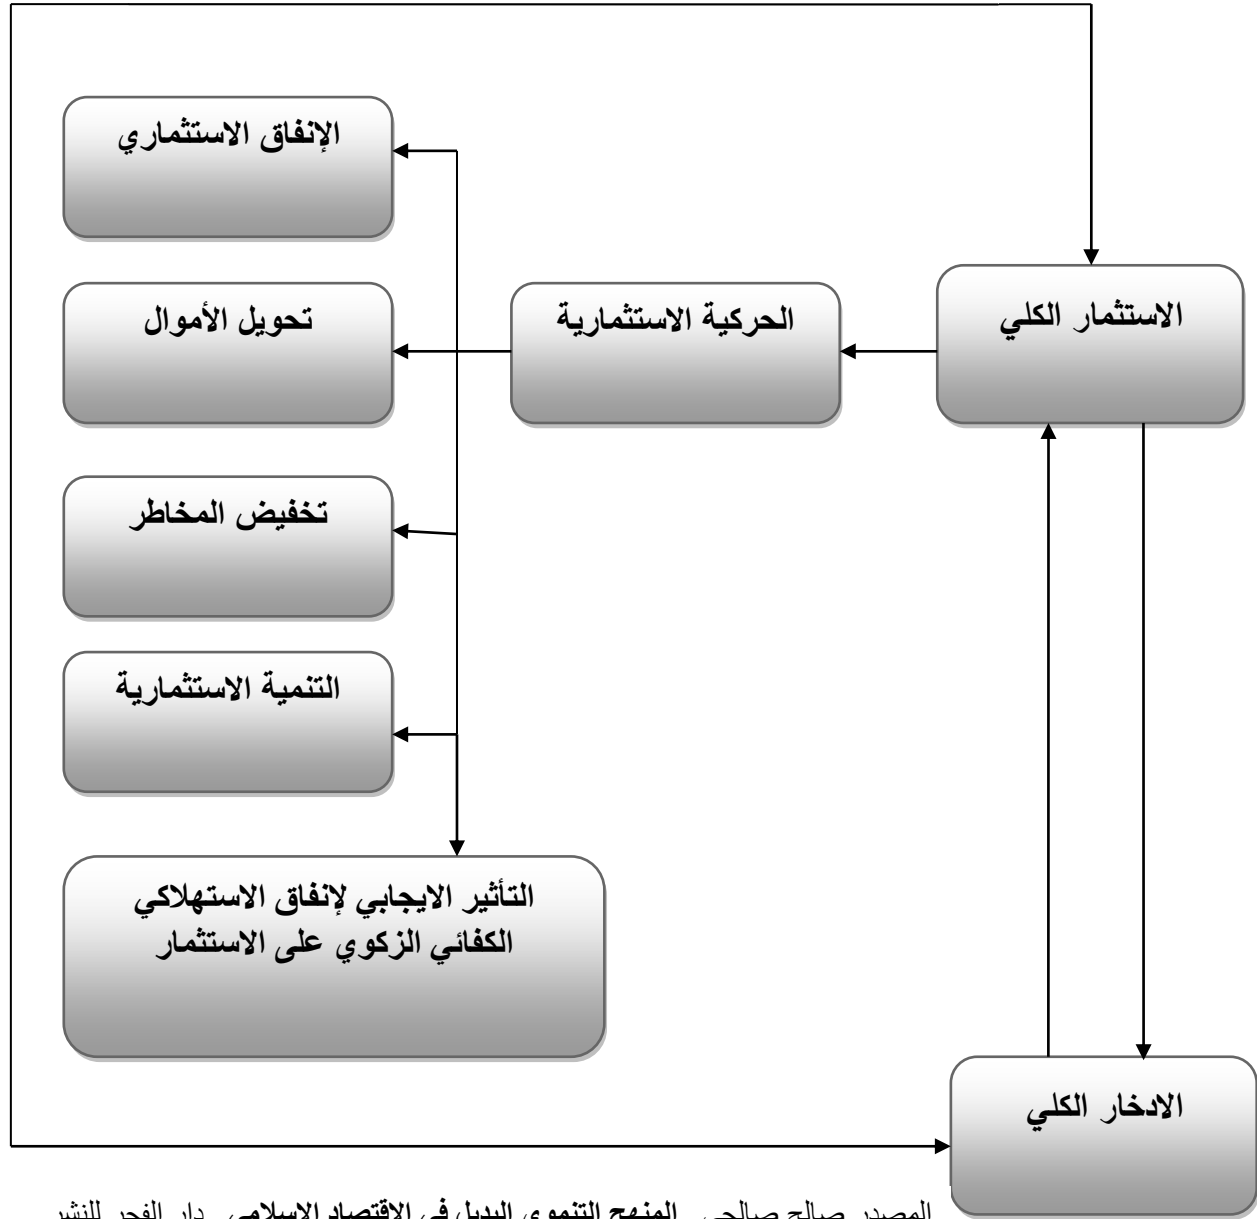 الإنفاق الاستثماري
الاستثمار الكلي
الحركية الاستثمارية
تحويل الأموال
تخفيض المخاطر
التنمية الاستثمارية
التأثير الايجابي لإنفاق الاستهلاكي
الكفائي الزكوي على الاستثمار
الادخار الكلي
المصدر صالح صالحي المنهج التنموي البديل في الاقتصاد الاسلامي دار الفجر للنشر